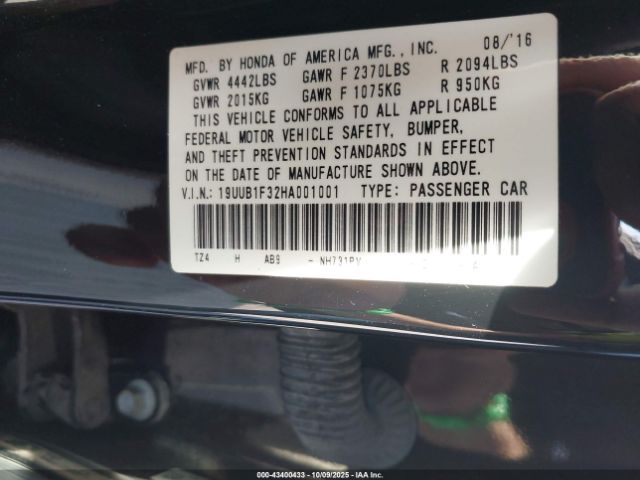 MFD. BY HONDA OF AMERICA MFG., INC. 08/'16
GVWR 4442LBS GAWR F 2370LBS R 2094LBS
GVWR 2015KG GAWR F 1075KG R 950KG
THIS VEHICLE CONFORMS TO ALL APPLICABLE
FEDERAL MOTOR VEHICLE SAFETY, BUMPER,
AND THEFT PREVENTION STANDARDS IN EFFECT
ON THE DATE OF MANUFACTURE SHOWN ABOVE.
V.I.N.: 19UUB1F32HA001001 TYPE: PASSENGER CAR
TZ4 H AB9 - NH731PY
000-43400433 - 10/09/2025 - IAA Inc.